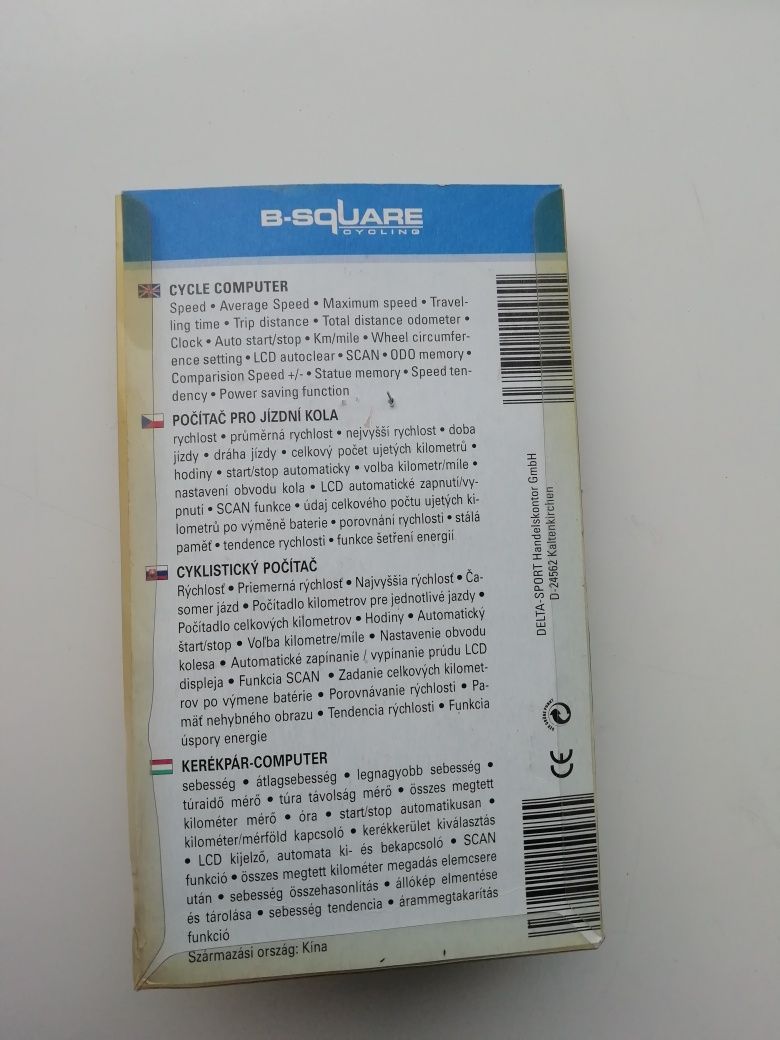 B-SQUARE
CYCLING
CYCLE COMPUTER
Speed • Average Speed • Maximum speed • Travel-
ling time • Trip distance • Total distance odometer •
Clock • Auto start/stop • Km/mile • Wheel circumfer-
ence setting • LCD autoclear • SCAN • ODO memory •
Comparision Speed +/- • Statue memory • Speed ten-
dency • Power saving function
POČÍTAČ PRO JÍZDNÍ KOLA
rychlost • průměrná rychlost • nejvyšší rychlost • doba
jízdy • dráha jízdy • celkový počet ujetých kilometrů •
hodiny • start/stop automaticky • volba kilometr/míle •
nastavení obvodu kola • LCD automatické zapnutí/vy-
pnutí • SCAN funkce • údaj celkového počtu ujetých ki-
lometrů po výměně baterie • porovnání rychlosti • stálá
paměť • tendence rychlosti • funkce šetření energií
CYKLISTICKÝ POČÍTAČ
Rýchlosť • Priemerná rýchlosť • Najvyššia rýchlosť • Ča-
somer jázd • Počítadlo kilometrov pre jednotlivé jazdy •
Počítadlo celkových kilometrov • Hodiny • Automatický
štart/stop • Voľba kilometre/míle • Nastavenie obvodu
kolesa • Automatické zapínanie / vypínanie prúdu LCD
displeja • Funkcia SCAN • Zadanie celkových kilomet-
rov po výmene batérie • Porovnávanie rýchlosti • Pa-
mäť nehybného obrazu • Tendencia rýchlosti • Funkcia
úspory energie
KERÉKPÁR-COMPUTER
sebesség • átlagsebesség • legnagyobb sebesség •
túraidő mérő • túra távolság mérő • összes megtett
kilométer mérő • óra • start/stop automatikusan •
kilométer/mérföld kapcsoló • kerékkerület kiválasztás
• LCD kijelző, automata ki- és bekapcsoló • SCAN
funkció • összes megtett kilométer megadás elemcsere
után • sebesség összehasonlítás • állókép elmentése
és tárolása • sebesség tendencia • árammegtakarítás
funkció
Származási ország: Kína
DELTA-SPORT Handelskontor GmbH
D-24562 Kaltenkirchen
CE